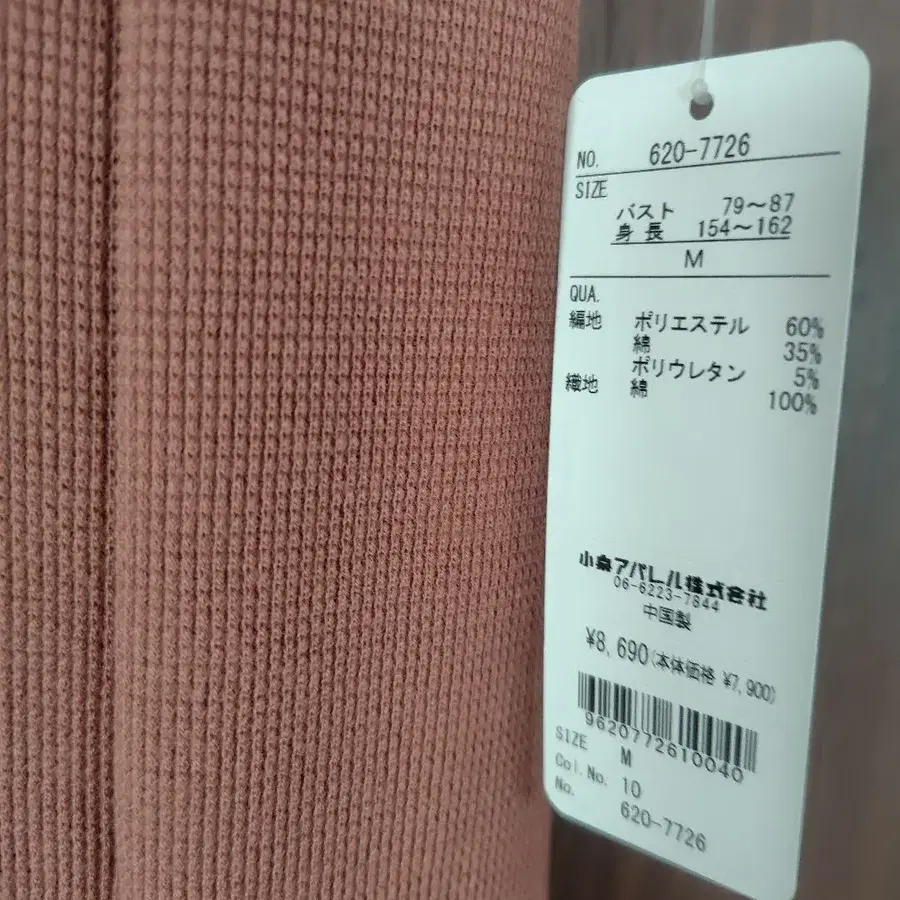 NO. 620-7726
SIZE
バスト 79～87
身長 154～162
M
QUA.
編地 ポリエステル 60%
綿 35%
ポリウレタン 5%
織地 綿 100%
小泉アパレル株式会社
06-6223-7844
中国製
¥8,690(本体価格 ¥7,900)
9620772610040
SIZE M
Col.No. 10
No. 620-7726